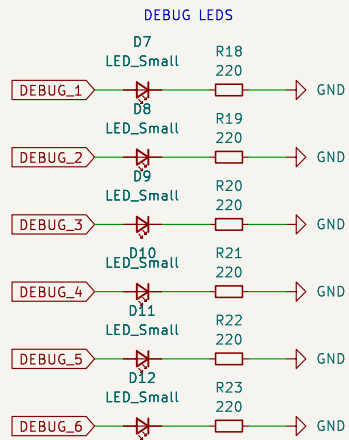 DEBUG LEDS
D7
LED_Small
R18
220
DEBUG_1
GND
D8
LED_Small
R19
220
DEBUG_2
GND
D9
LED_Small
R20
220
DEBUG_3
GND
D10
LED_Small
R21
220
DEBUG_4
GND
D11
LED_Small
R22
220
DEBUG_5
GND
D12
LED_Small
R23
220
DEBUG_6
GND